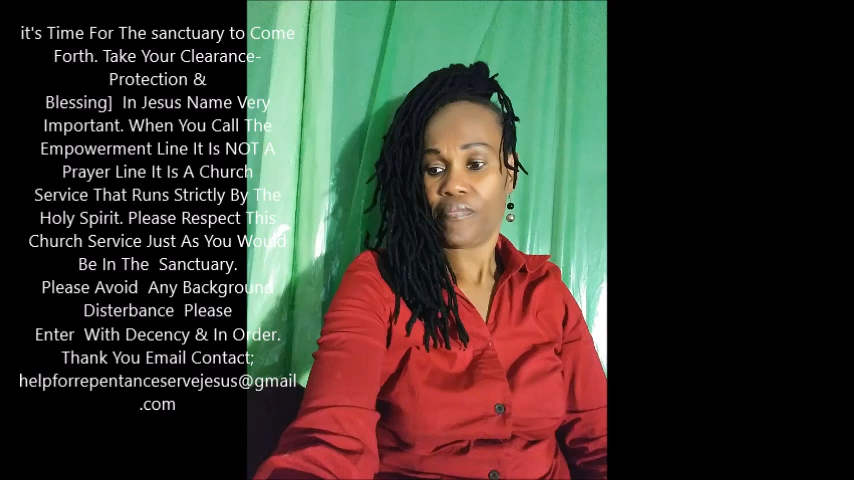 it's Time For The sanctuary to Come
Forth. Take Your Clearance-
Protection &
Blessing]  In Jesus Name Very
Important. When You Call The
Empowerment Line It Is NOT A
Prayer Line It Is A Church
Service That Runs Strictly By The
Holy Spirit. Please Respect This
Church Service Just As You Would
Be In The  Sanctuary.
Please Avoid  Any Background
Disterbance  Please
Enter  With Decency & In Order.
Thank You Email Contact;
helpforrepentanceservejesus@gmail
.com